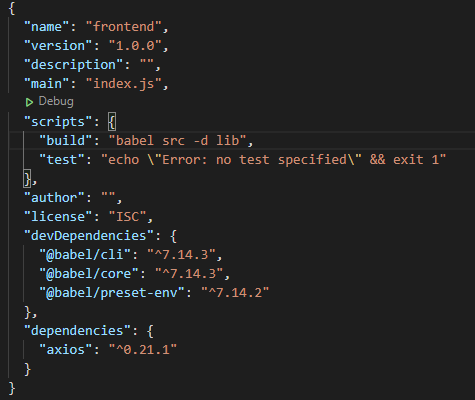 {
"name": "frontend",
"version": "1.0.0",
"description": "",
"main": "index.js",
Debug
"scripts": {
"build": "babel src -d lib",
"test": "echo \"Error: no test specified\" && exit 1"
},
"author": "",
"license": "ISC",
"devDependencies": {
"@babel/cli": "^7.14.3",
"@babel/core": "^7.14.3",
"@babel/preset-env": "^7.14.2"
},
"dependencies": {
"axios": "^0.21.1"
}
}